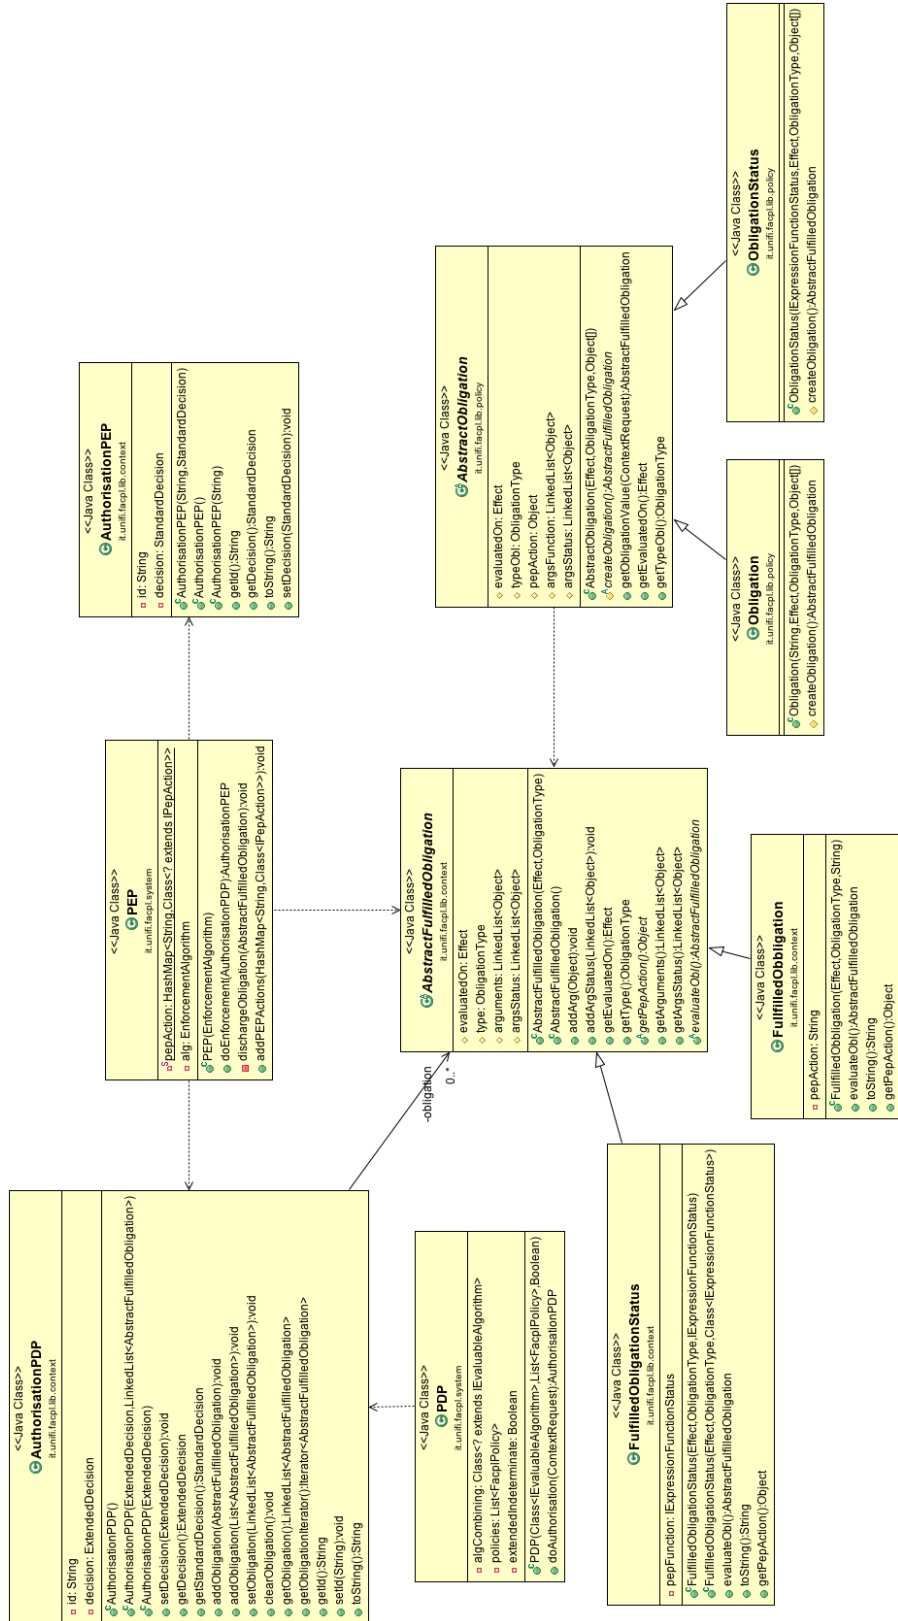 <<Java Class>>
AuthorisationPDP
it.unifi.facpl.lib.context
id: String
decision: ExtendedDecision
AuthorisationPDP()
AuthorisationPDP(ExtendedDecision,LinkedList<AbstractFulfilledObligation>)
AuthorisationPDP(ExtendedDecision)
setDecision(ExtendedDecision):void
getDecision():ExtendedDecision
getStandardDecision():StandardDecision
addObligation(AbstractFulfilledObligation):void
addObligation(List<AbstractFulfilledObligation>):void
setObligation(LinkedList<AbstractFulfilledObligation>):void
clearObligation():void
getObligation():LinkedList<AbstractFulfilledObligation>
getObligationIterator():Iterator<AbstractFulfilledObligation>
getId():String
setId(String):void
toString():String
<<Java Class>>
PEP
it.unifi.facpl.system
pepAction: HashMap<String,Class<? extends IPepAction>>
alg: EnforcementAlgorithm
PEP(EnforcementAlgorithm)
doEnforcement(AuthorisationPDP):AuthorisationPEP
dischargeObligation(AbstractFulfilledObligation):void
addPEPActions(HashMap<String,Class<IPepAction>>):void
<<Java Class>>
AuthorisationPEP
it.unifi.facpl.lib.context
id: String
decision: StandardDecision
AuthorisationPEP(String,StandardDecision)
AuthorisationPEP()
AuthorisationPEP(String)
getId():String
getDecision():StandardDecision
toString():String
setDecision(StandardDecision):void
-obligation
0..*
<<Java Class>>
PDP
it.unifi.facpl.system
algCombining: Class<? extends IEvaluableAlgorithm>
policies: List<FacplPolicy>
extendedIndeterminate: Boolean
PDP(Class<IEvaluableAlgorithm>,List<FacplPolicy>,Boolean)
doAuthorisation(ContextRequest):AuthorisationPDP
<<Java Class>>
AbstractFulfilledObligation
it.unifi.facpl.lib.context
evaluatedOn: Effect
type: ObligationType
arguments: LinkedList<Object>
argsStatus: LinkedList<Object>
AbstractFulfilledObligation(Effect,ObligationType)
AbstractFulfilledObligation()
addArg(Object):void
addArgStatus(LinkedList<Object>):void
getEvaluatedOn():Effect
getType():ObligationType
getPepAction():Object
getArguments():LinkedList<Object>
getArgsStatus():LinkedList<Object>
evaluateObl():AbstractFulfilledObligation
<<Java Class>>
AbstractObligation
it.unifi.facpl.lib.policy
evaluatedOn: Effect
typeObl: ObligationType
pepAction: Object
argsFunction: LinkedList<Object>
argsStatus: LinkedList<Object>
AbstractObligation(Effect,ObligationType,Object[])
createObligation():AbstractFulfilledObligation
getObligationValue(ContextRequest):AbstractFulfilledObligation
getEvaluatedOn():Effect
getTypeObl():ObligationType
<<Java Class>>
FulfilledObligationStatus
it.unifi.facpl.lib.context
pepFunction: IExpressionFunctionStatus
FulfilledObligationStatus(Effect,ObligationType,IExpressionFunctionStatus)
FulfilledObligationStatus(Effect,ObligationType,Class<IExpressionFunctionStatus>)
evaluateObl():AbstractFulfilledObligation
toString():String
getPepAction():Object
<<Java Class>>
FullfilledObbligation
it.unifi.facpl.lib.context
pepAction: String
FullfilledObbligation(Effect,ObligationType,String)
evaluateObl():AbstractFulfilledObligation
toString():String
getPepAction():Object
<<Java Class>>
Obligation
it.unifi.facpl.lib.policy
Obligation(String,Effect,ObligationType,Object[])
createObligation():AbstractFulfilledObligation
<<Java Class>>
ObligationStatus
it.unifi.facpl.lib.policy
ObligationStatus(IExpressionFunctionStatus,Effect,ObligationType,Object[])
createObligation():AbstractFulfilledObligation